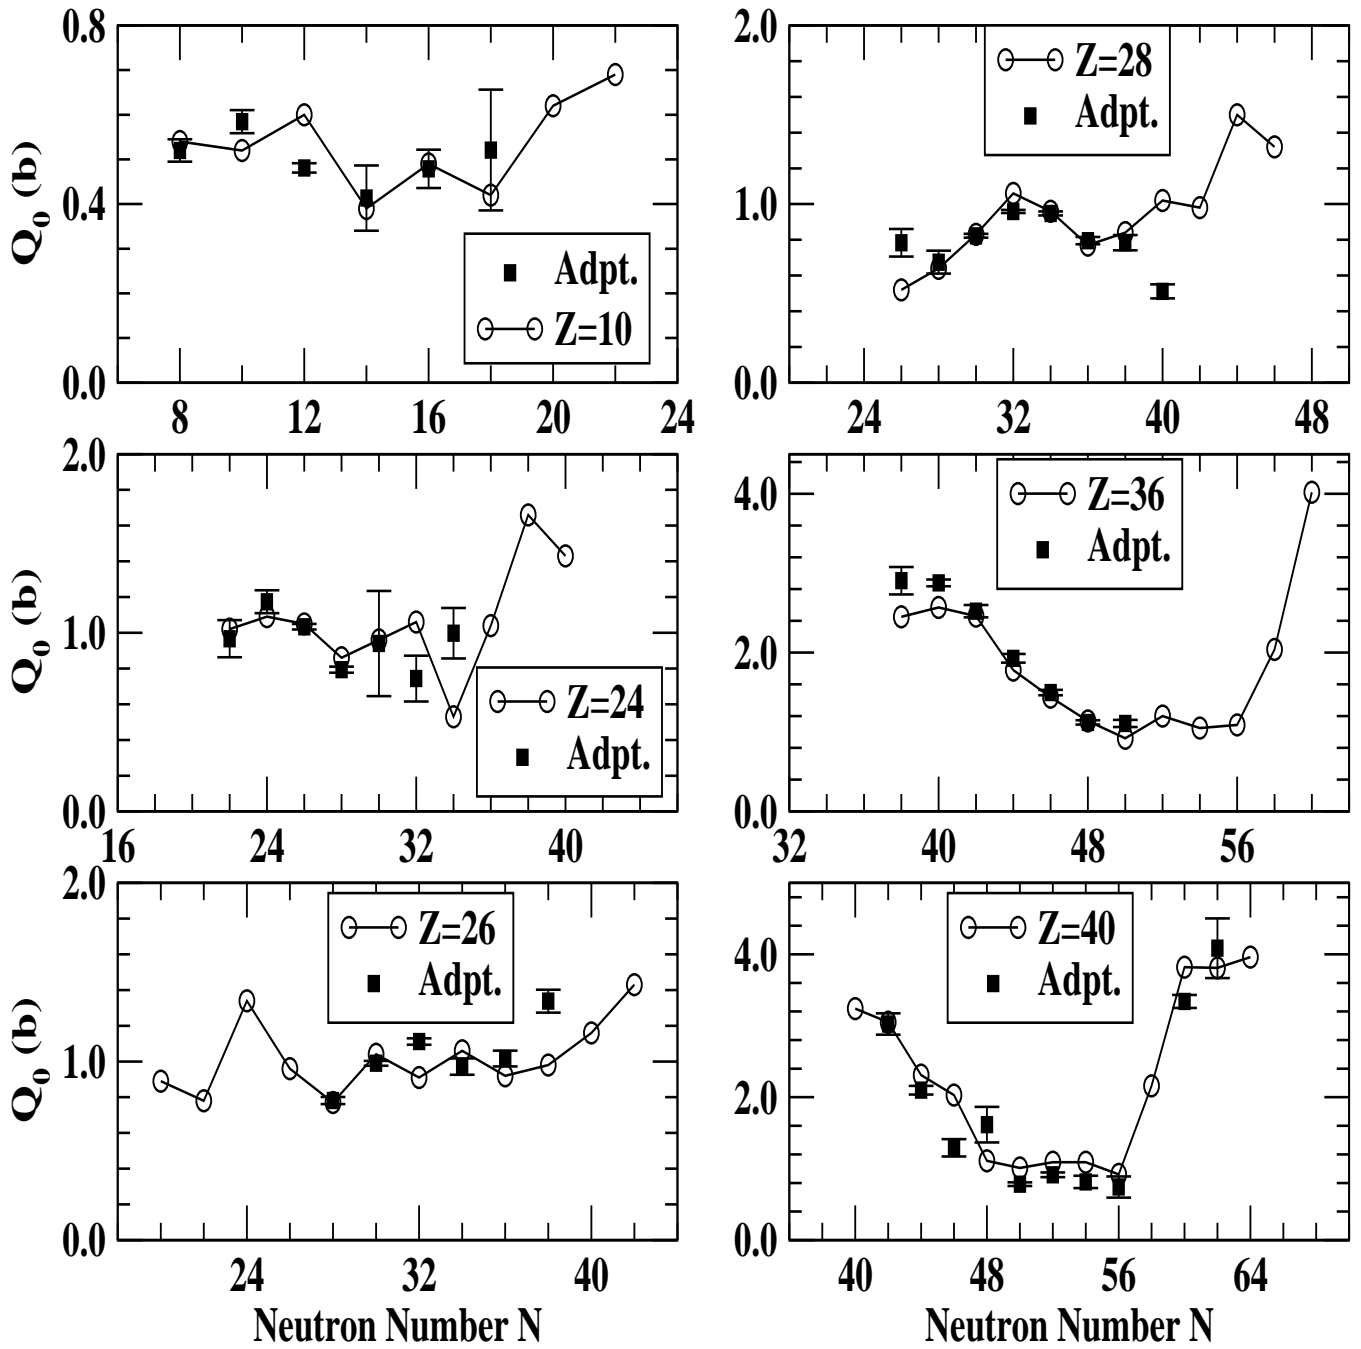 0.8
0.4
0.0
Q0 (b)
Adpt.
Z=10
8 12 16 20 24
2.0
1.0
0.0
Z=28
Adpt.
24 32 40 48
2.0
1.0
0.0
Q0 (b)
Z=24
Adpt.
16 24 32 40
4.0
2.0
0.0
Z=36
Adpt.
32 40 48 56
2.0
1.0
0.0
Q0 (b)
Z=26
Adpt.
24 32 40
Neutron Number N
4.0
2.0
0.0
Z=40
Adpt.
40 48 56 64
Neutron Number N